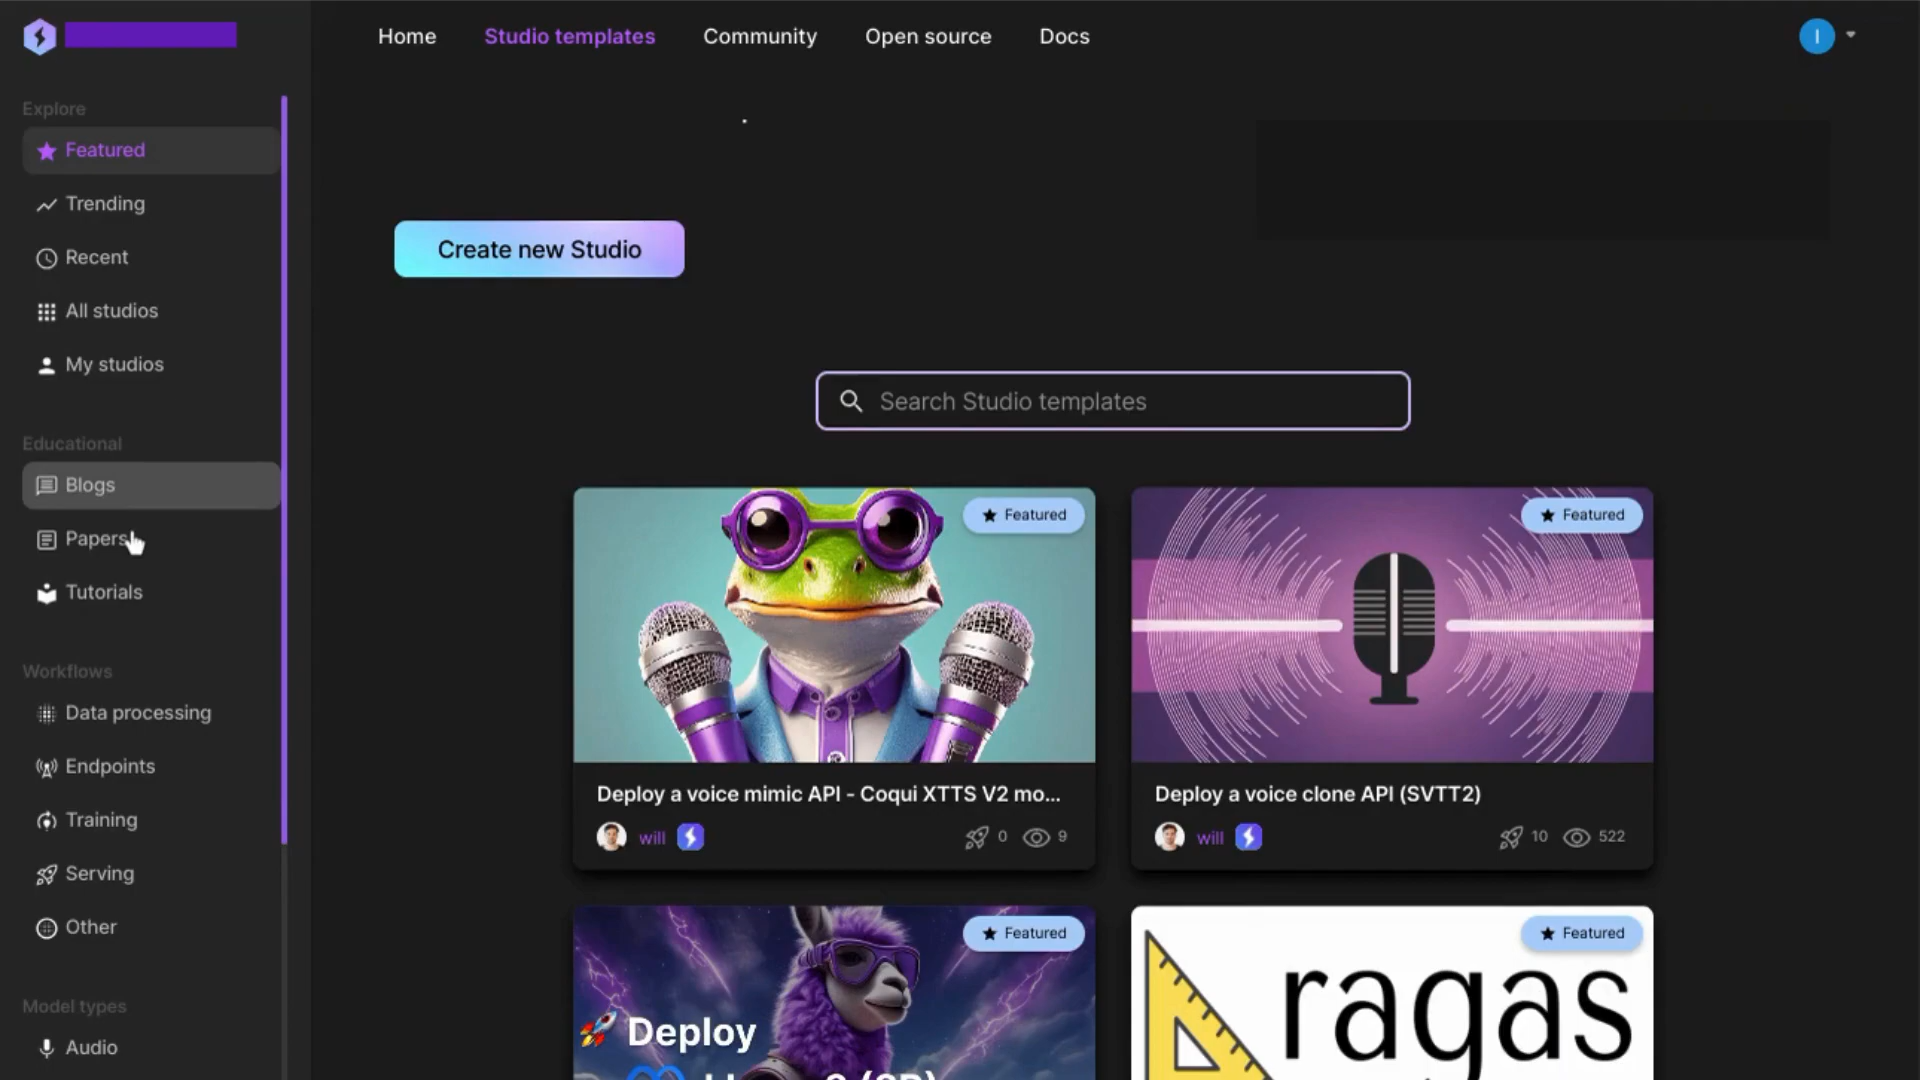 Home
Studio templates
Community
Open source
Docs
I
Explore
Featured
Trending
Recent
All studios
My studios
Educational
Blogs
Papers
Tutorials
Workflows
Data processing
Endpoints
Training
Serving
Other
Model types
Audio
Create new Studio
Search Studio templates
Featured
Deploy a voice mimic API - Coqui XTTS V2 mo...
will
0
9
Featured
Deploy a voice clone API (SVTT2)
will
10
522
Featured
Deploy
Featured
ragas